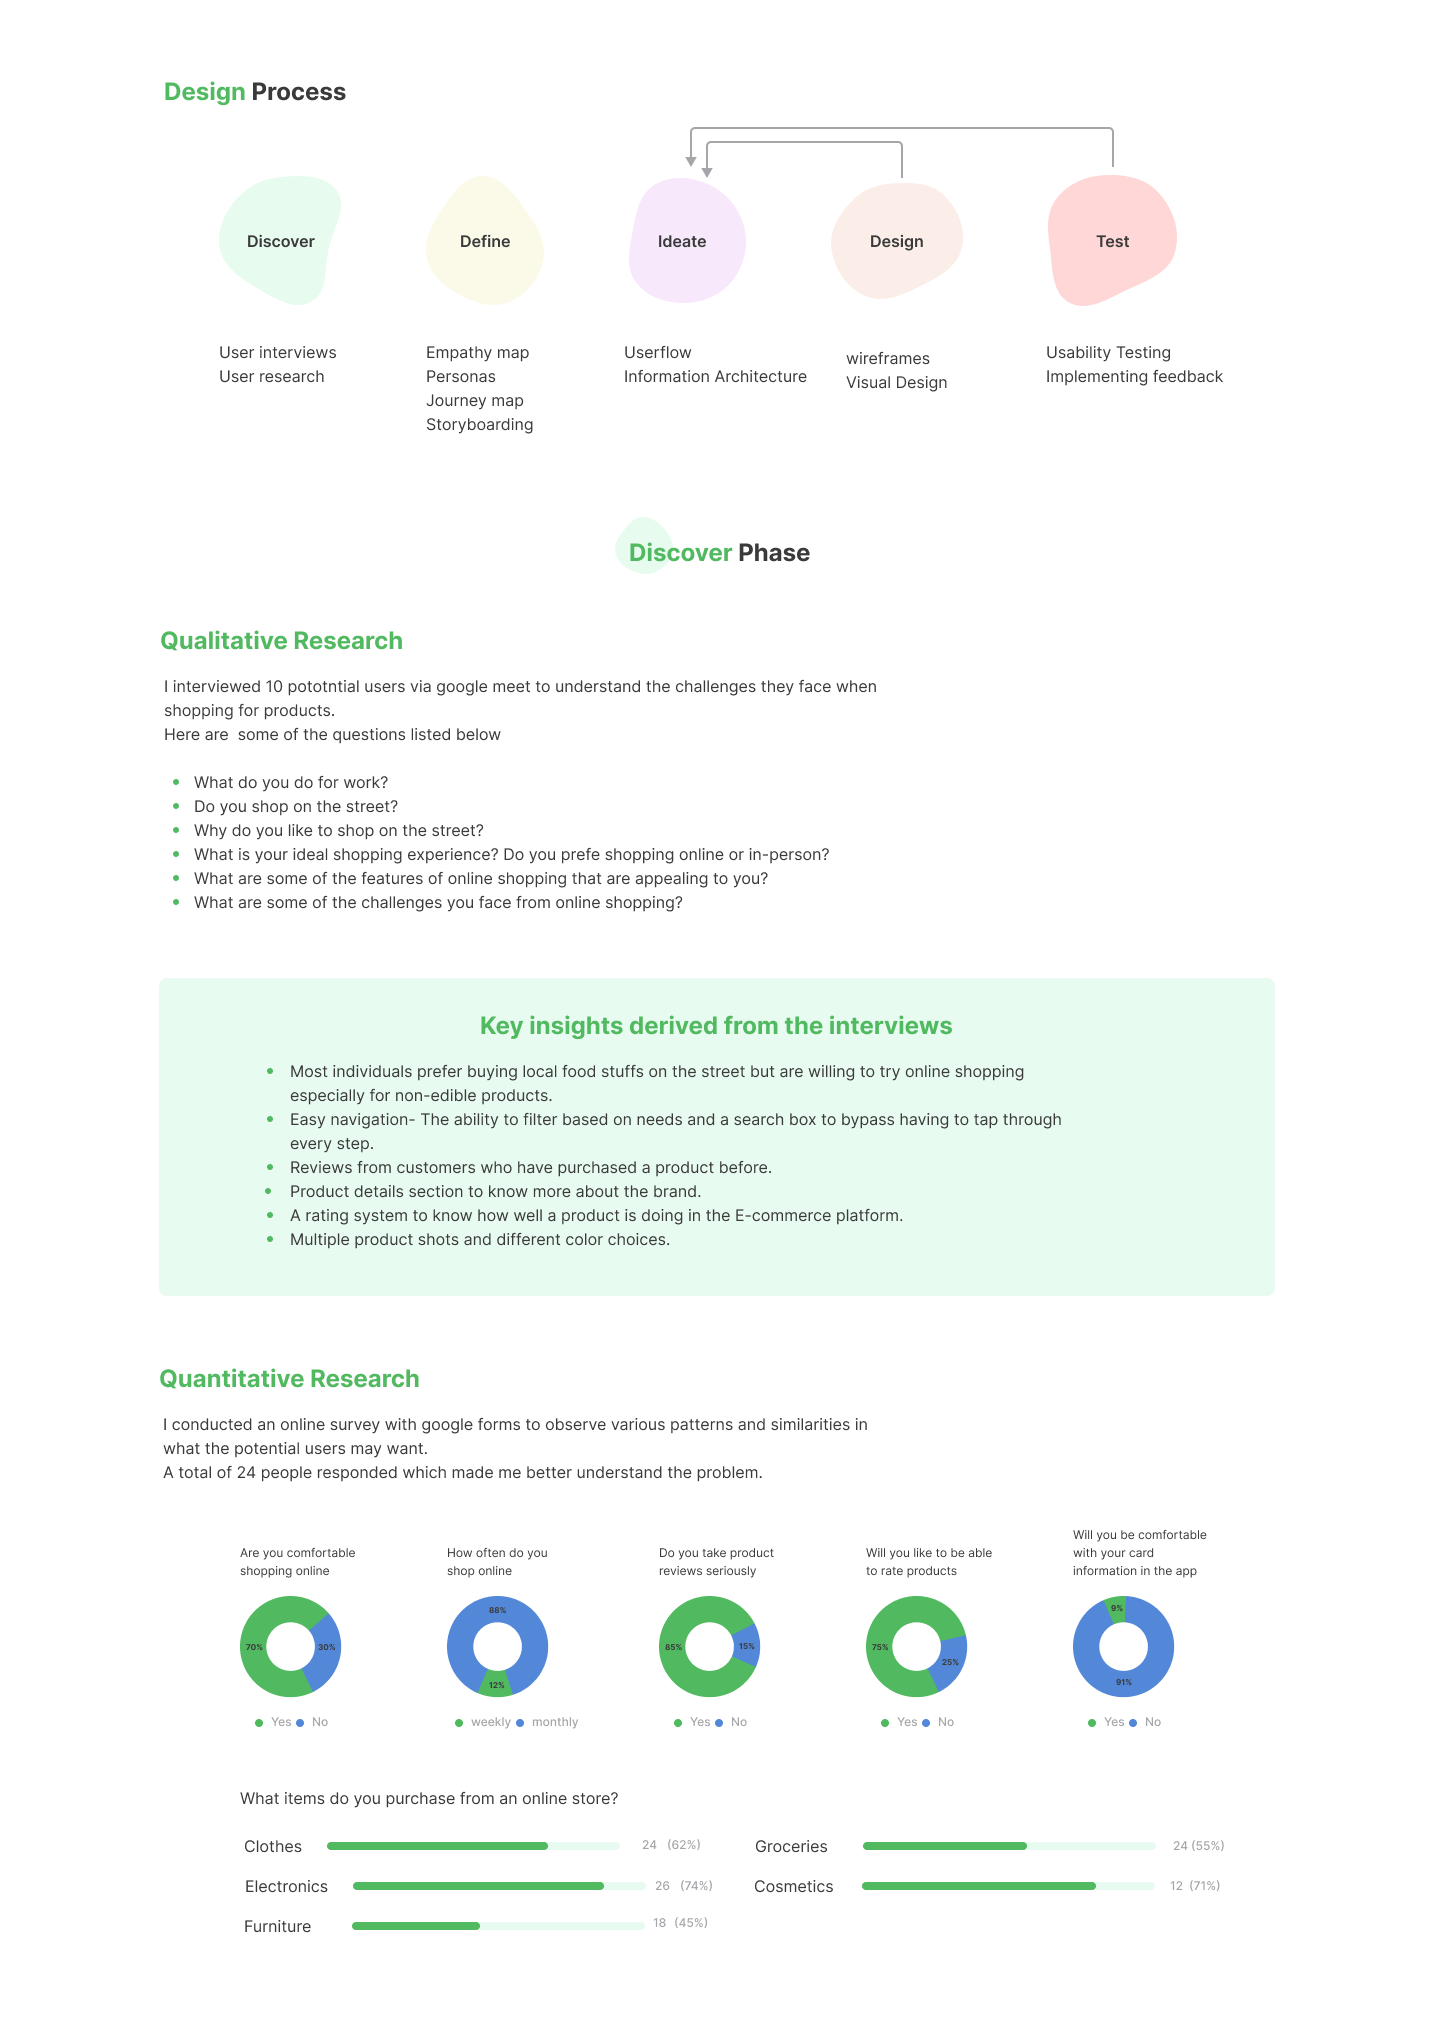 Design Process
Discover
Define
Ideate
Design
Test
User interviews
User research
Empathy map
Personas
Journey map
Storyboarding
Userflow
Information Architecture
wireframes
Visual Design
Usability Testing
Implementing feedback
Discover Phase
Qualitative Research
I interviewed 10 pototntial users via google meet to understand the challenges they face when
shopping for products.
Here are  some of the questions listed below
• What do you do for work?
• Do you shop on the street?
• Why do you like to shop on the street?
• What is your ideal shopping experience? Do you prefe shopping online or in-person?
• What are some of the features of online shopping that are appealing to you?
• What are some of the challenges you face from online shopping?
Key insights derived from the interviews
• Most individuals prefer buying local food stuffs on the street but are willing to try online shopping
especially for non-edible products.
• Easy navigation- The ability to filter based on needs and a search box to bypass having to tap through
every step.
• Reviews from customers who have purchased a product before.
• Product details section to know more about the brand.
• A rating system to know how well a product is doing in the E-commerce platform.
• Multiple product shots and different color choices.
Quantitative Research
I conducted an online survey with google forms to observe various patterns and similarities in
what the potential users may want.
A total of 24 people responded which made me better understand the problem.
Are you comfortable
shopping online
70%
30%
Yes No
How often do you
shop online
88%
12%
weekly monthly
Do you take product
reviews seriously
85%
15%
Yes No
Will you like to be able
to rate products
75%
25%
Yes No
Will you be comfortable
with your card
information in the app
9%
91%
Yes No
What items do you purchase from an online store?
Clothes 24 (62%)
Electronics 26 (74%)
Furniture 18 (45%)
Groceries 24 (55%)
Cosmetics 12 (71%)